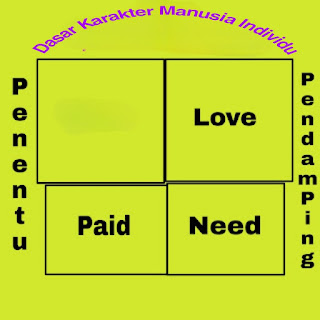 Dasar Karakter Manusia Individu
Penentu
Love
Paid
Need
PendamPing